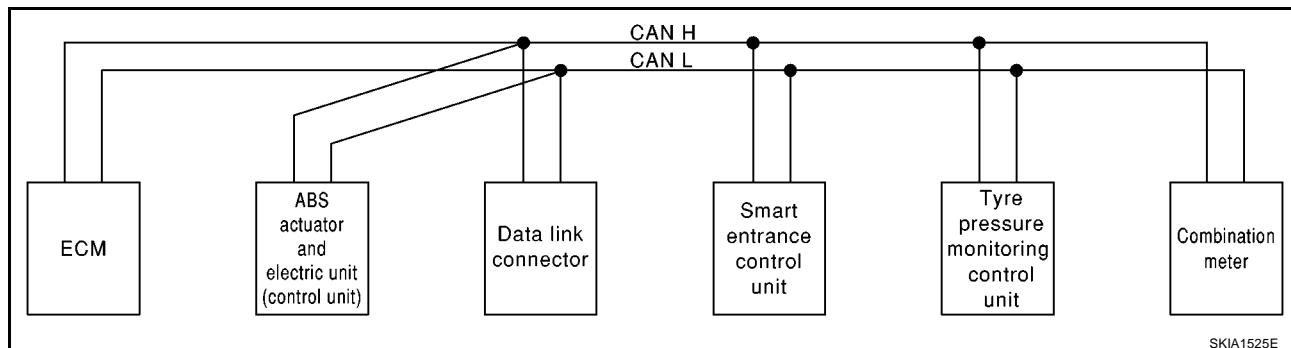 CAN H
CAN L
ECM
ABS
actuator
and
electric unit
(control unit)
Data link
connector
Smart
entrance
control
unit
Tyre
pressure
monitoring
control
unit
Combination
meter
SKIA1525E